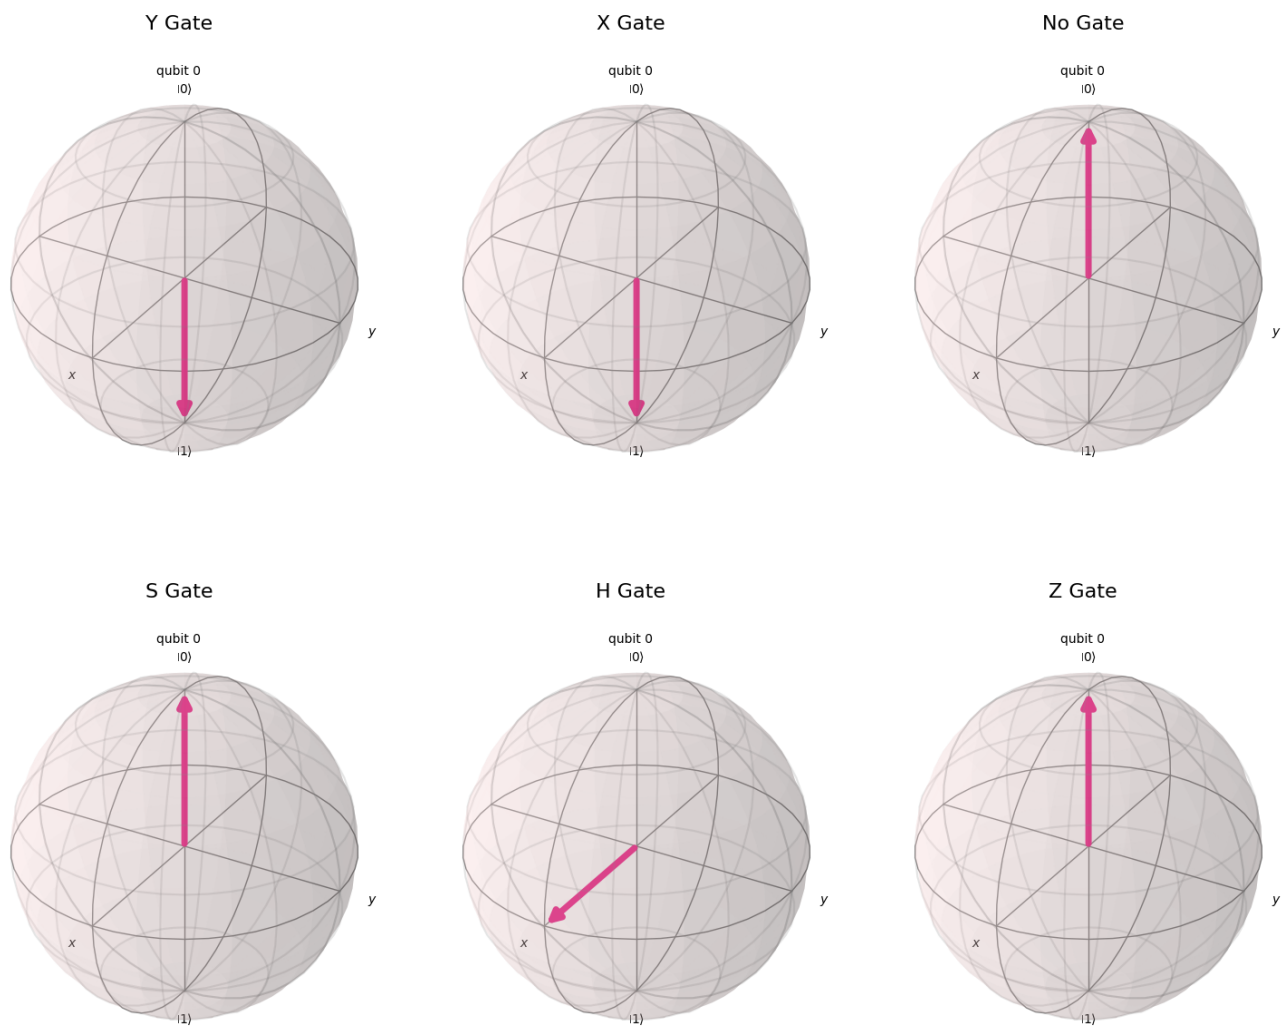 Y Gate
X Gate
No Gate
qubit 0
qubit 0
qubit 0
|0⟩
|0⟩
|0⟩
y
y
y
x
x
x
|1⟩
|1⟩
|1⟩
S Gate
H Gate
Z Gate
qubit 0
qubit 0
qubit 0
|0⟩
|0⟩
|0⟩
y
y
y
x
x
x
|1⟩
|1⟩
|1⟩